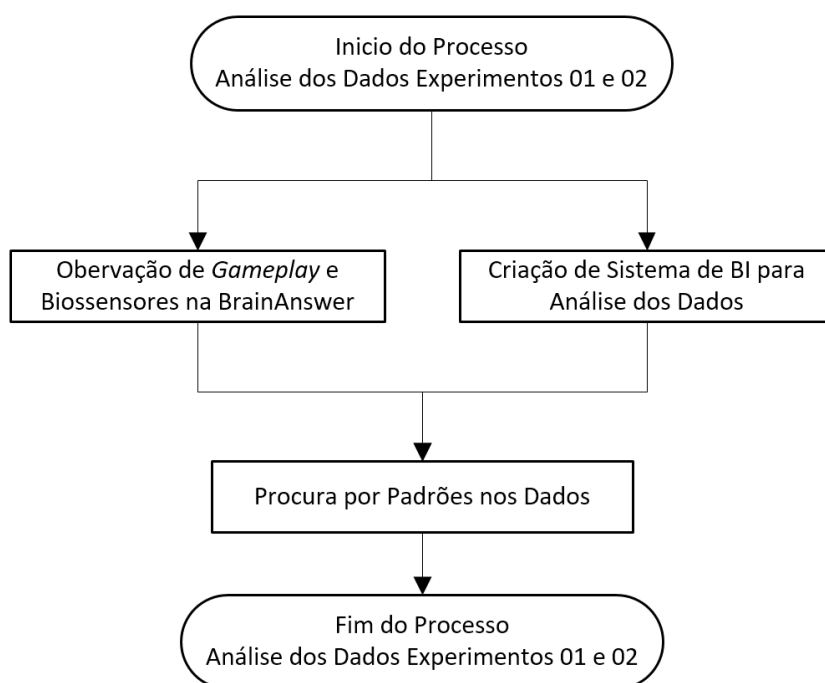 Inicio do Processo
Análise dos Dados Experimentos 01 e 02
Obervação de Gameplay e
Biossensores na BrainAnswer
Criação de Sistema de BI para
Análise dos Dados
Procura por Padrões nos Dados
Fim do Processo
Análise dos Dados Experimentos 01 e 02